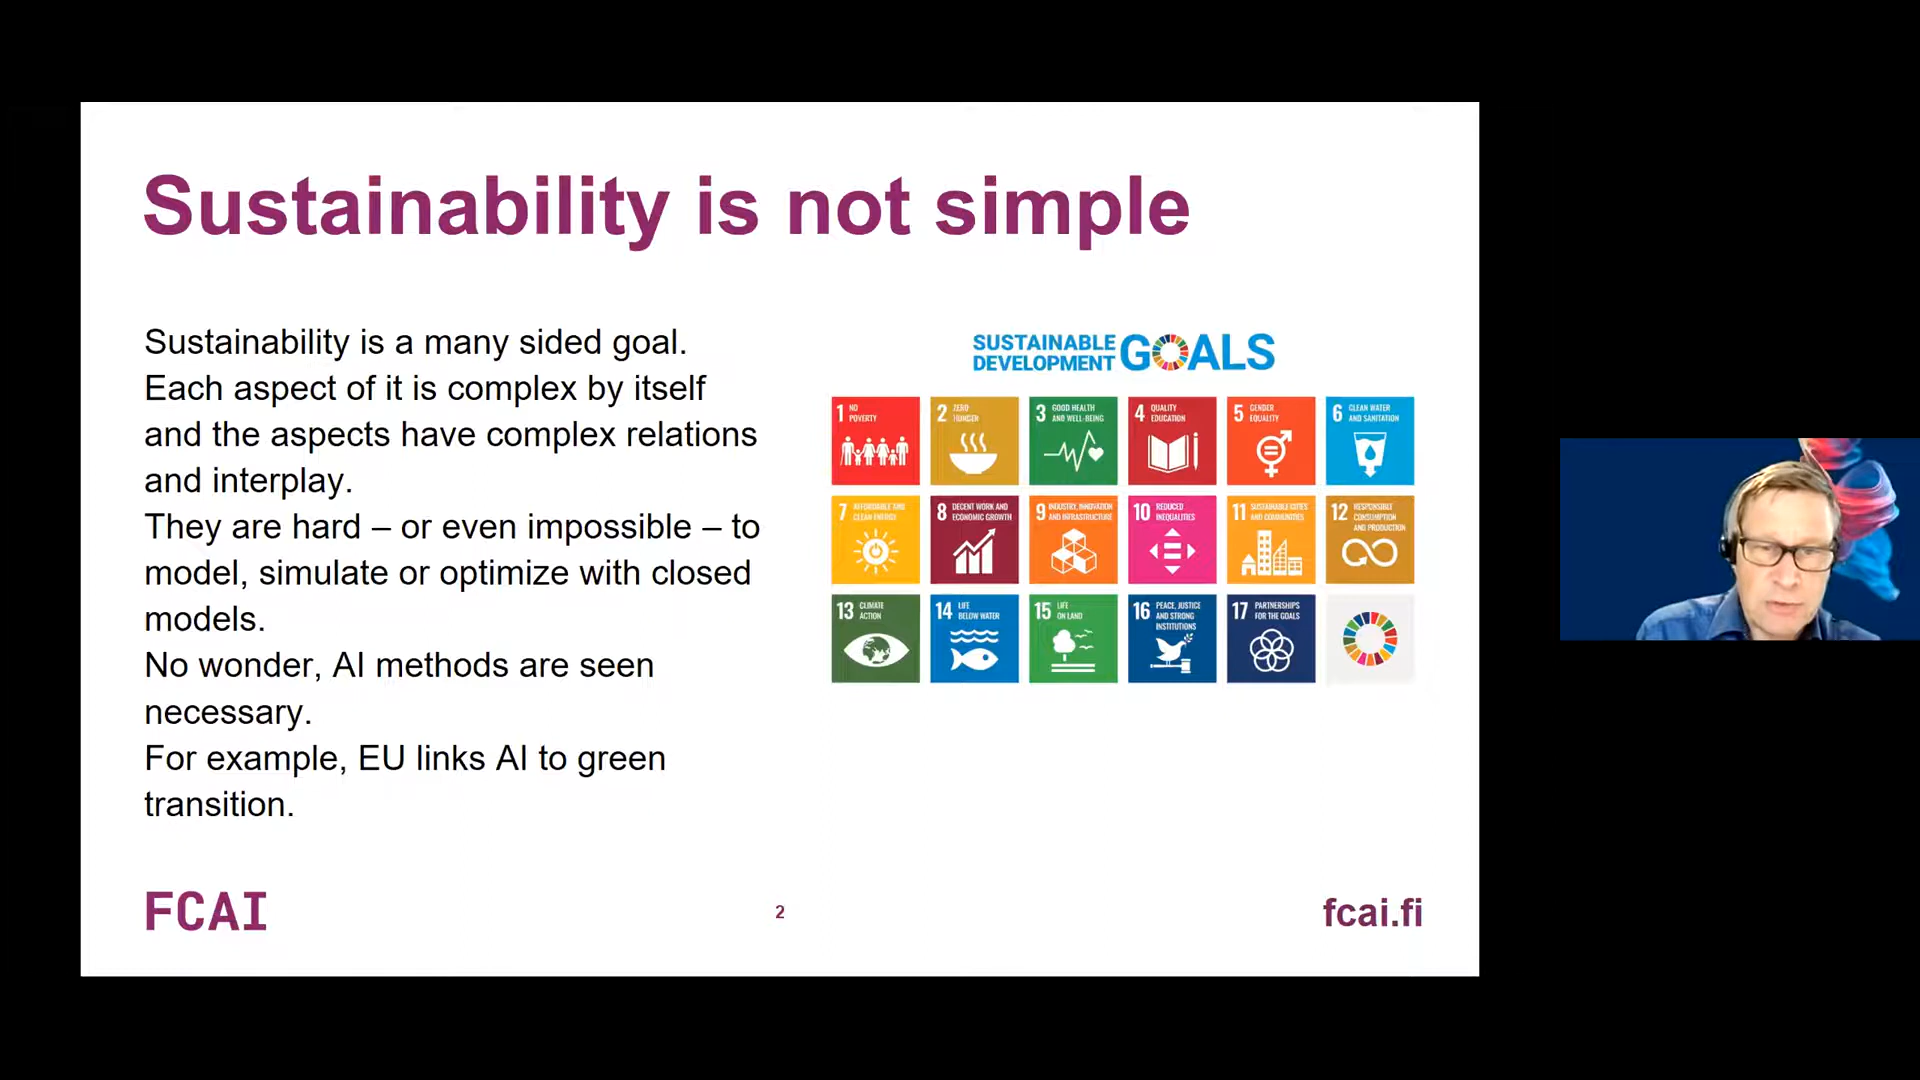 Sustainability is not simple
Sustainability is a many sided goal.
Each aspect of it is complex by itself
and the aspects have complex relations
and interplay.
They are hard – or even impossible – to
model, simulate or optimize with closed
models.
No wonder, AI methods are seen
necessary.
For example, EU links AI to green
transition.
SUSTAINABLE
DEVELOPMENT GOALS
1 NO
POVERTY
2 ZERO
HUNGER
3 GOOD HEALTH
AND WELL-BEING
4 QUALITY
EDUCATION
5 GENDER
EQUALITY
6 CLEAN WATER
AND SANITATION
7 AFFORDABLE AND
CLEAN ENERGY
8 DECENT WORK AND
ECONOMIC GROWTH
9 INDUSTRY, INNOVATION
AND INFRASTRUCTURE
10 REDUCED
INEQUALITIES
11 SUSTAINABLE CITIES
AND COMMUNITIES
12 RESPONSIBLE
CONSUMPTION
AND PRODUCTION
13 CLIMATE
ACTION
14 LIFE
BELOW WATER
15 LIFE
ON LAND
16 PEACE, JUSTICE
AND STRONG
INSTITUTIONS
17 PARTNERSHIPS
FOR THE GOALS
FCAI
2
fcai.fi